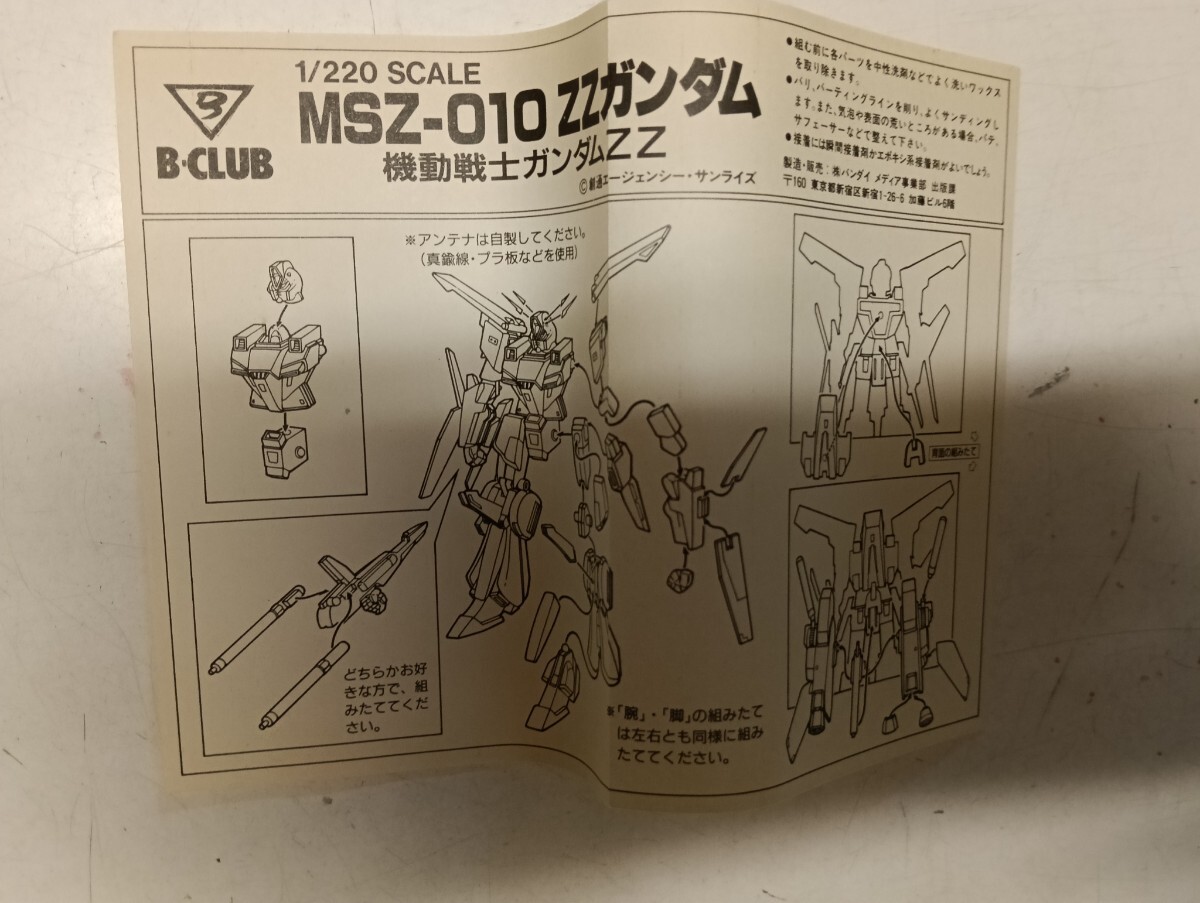 B・CLUB
1/220 SCALE
MSZ-010 ZZガンダム
機動戦士ガンダムZZ
©創通エージェンシー・サンライズ
●組む前に各パーツを中性洗剤などでよく洗いワックス
を取り除きます。
●バリ、パーティングラインを削り、よくサンディングし
ます。また、気泡や表面の荒いところがある場合、パテ、
サフェーサーなどで整えて下さい。
●接着には瞬間接着剤かエポキシ系接着剤がよいでしょう。
製造・販売:㈱バンダイ メディア事業部 出版課
〒160 東京都新宿区新宿1-26-6 加藤ビル6階
※アンテナは自製してください。
(真鍮線・プラ板などを使用)
背面の組みたて
どちらかお好
きな方で、組
みたててくだ
さい。
※「腕」・「脚」の組みたて
は左右とも同様に組み
たててください。